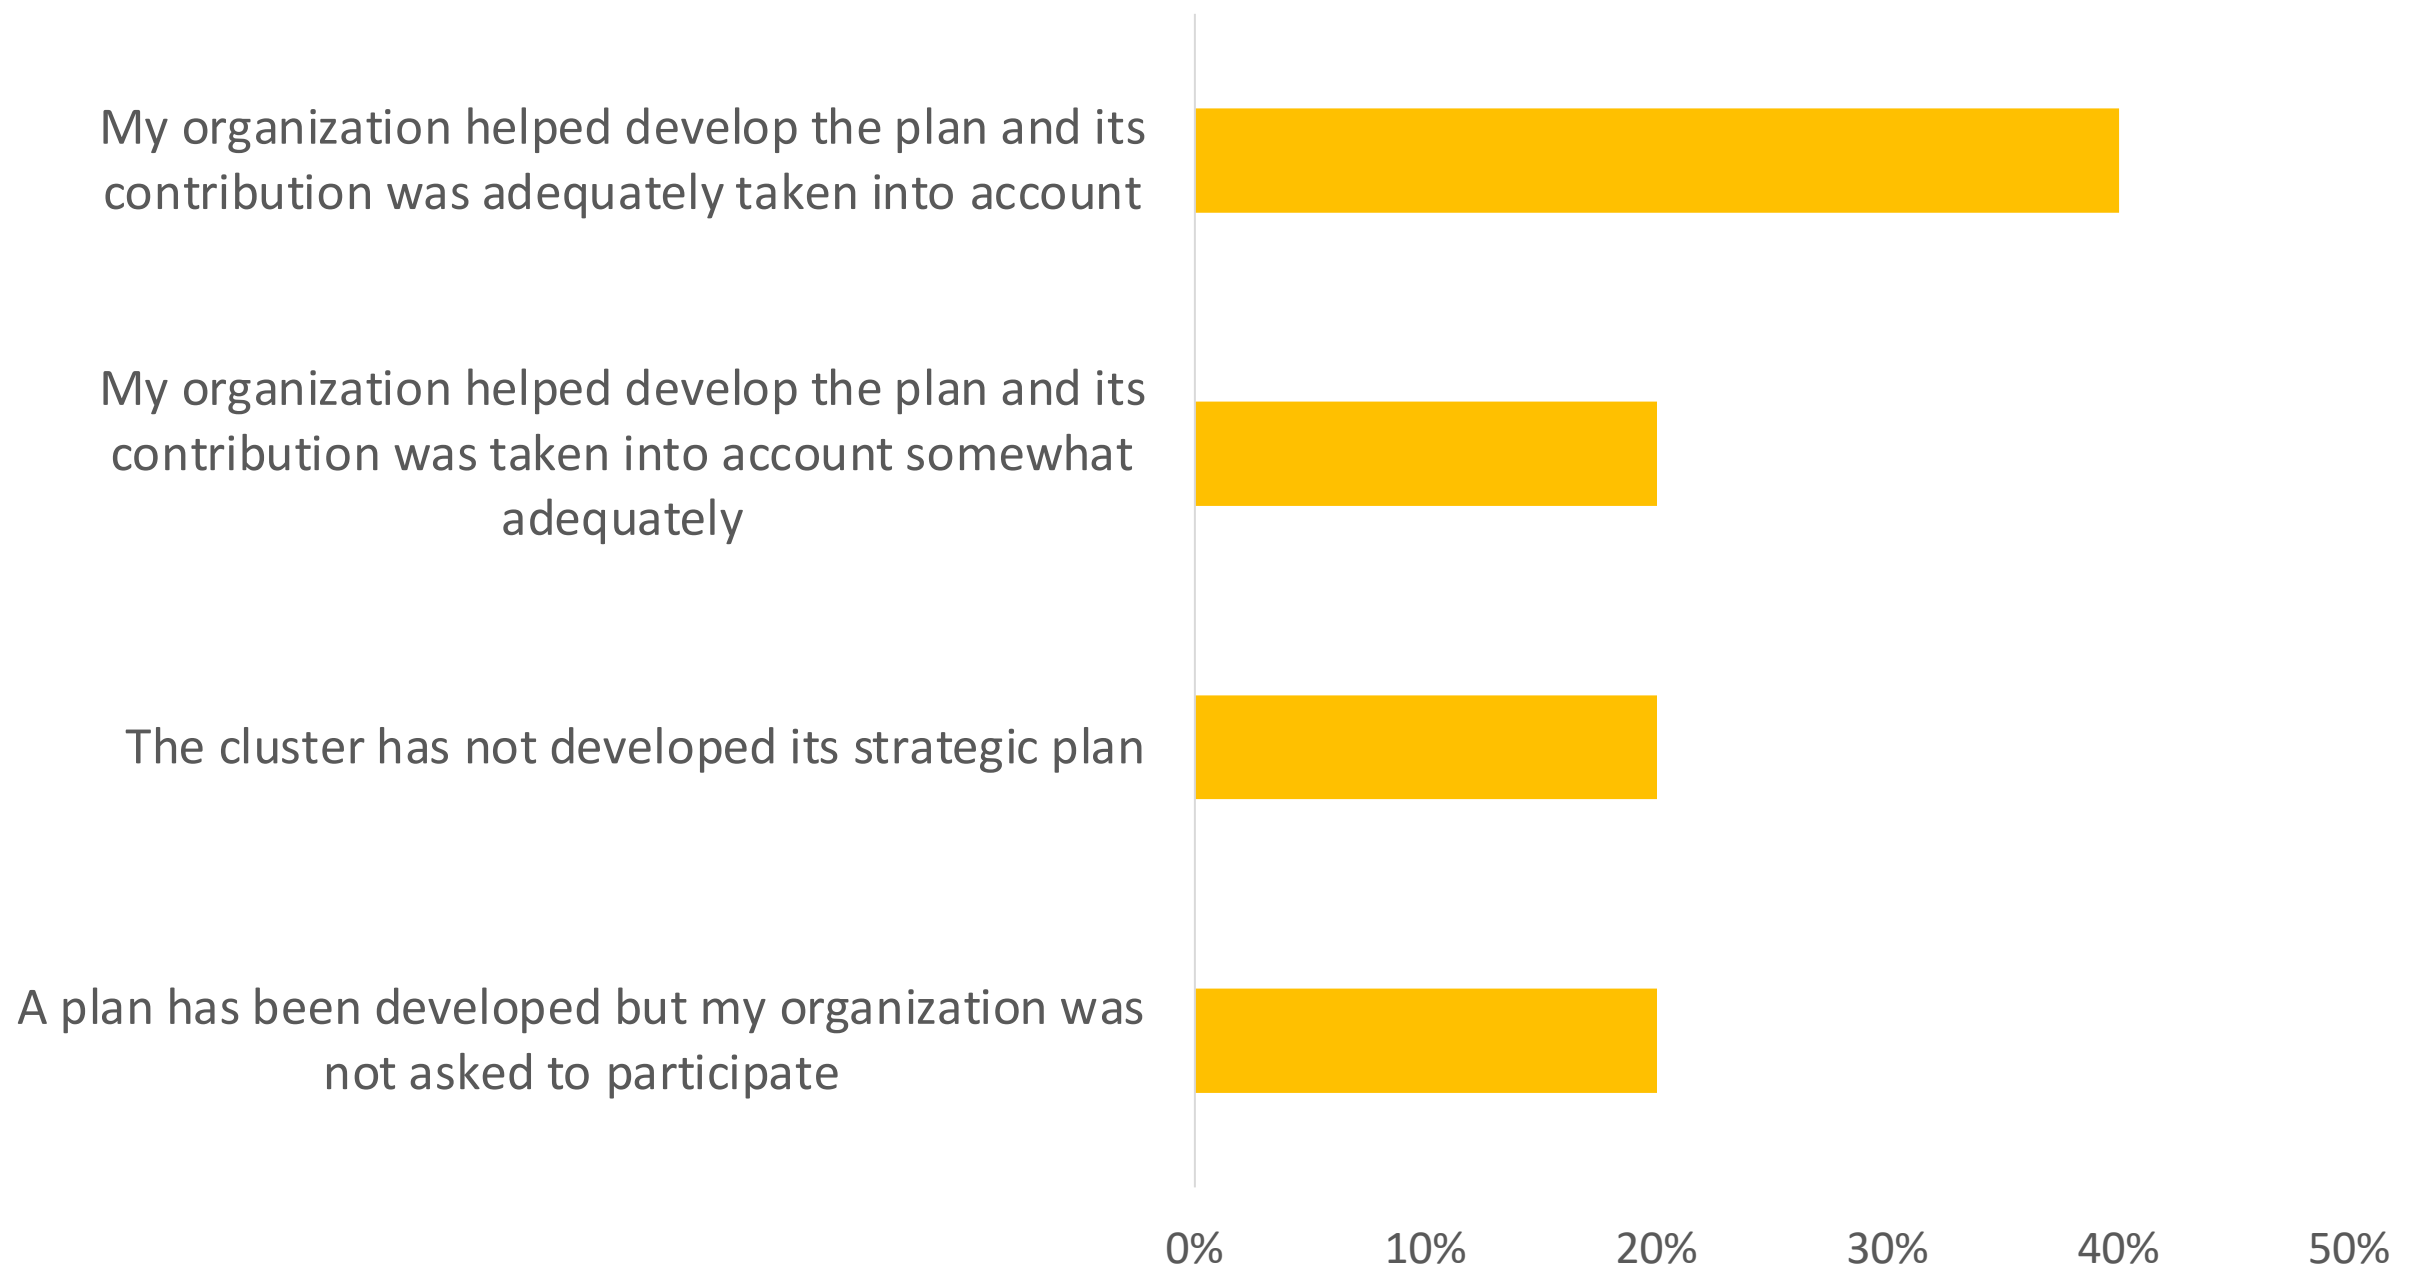 My organization helped develop the plan and its
contribution was adequately taken into account
My organization helped develop the plan and its
contribution was taken into account somewhat
adequately
The cluster has not developed its strategic plan
A plan has been developed but my organization was
not asked to participate
0% 10% 20% 30% 40% 50%